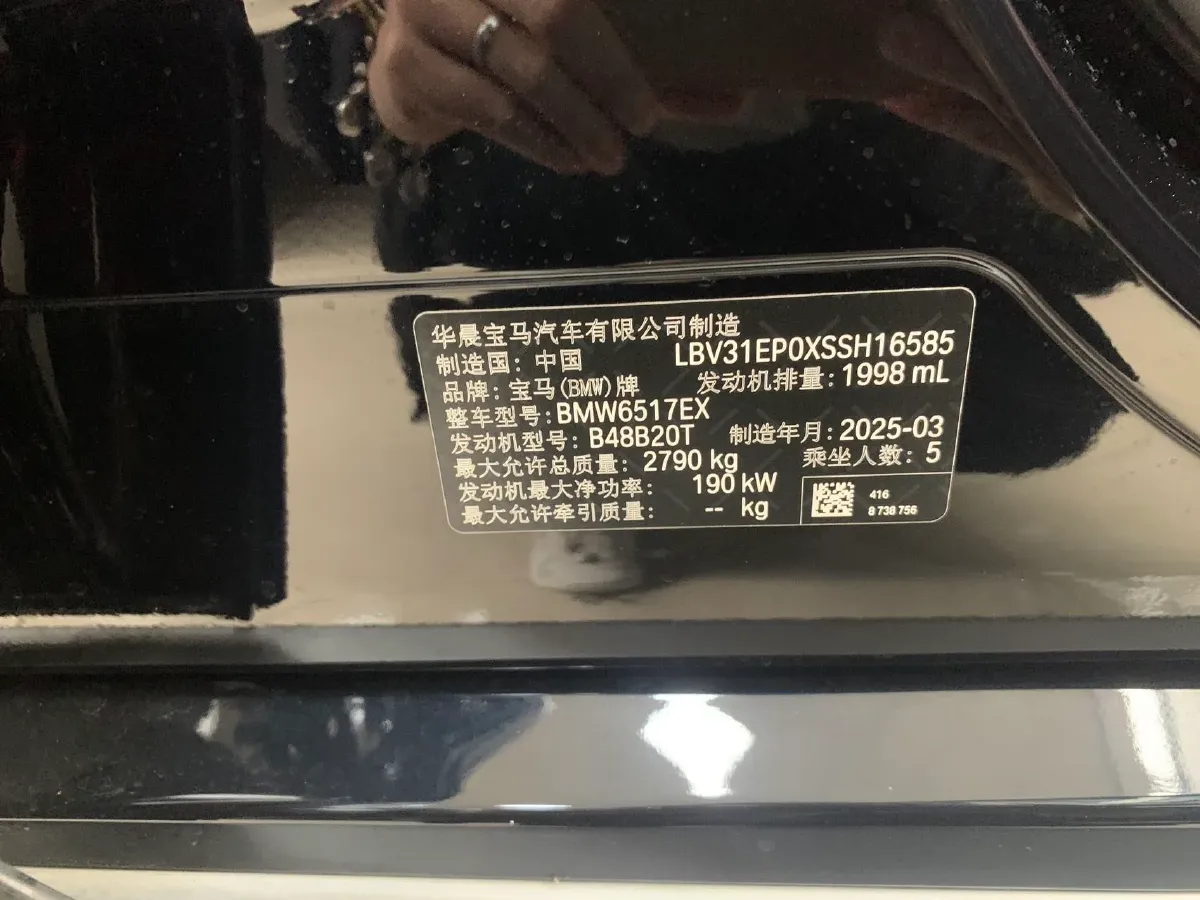 华晨宝马汽车有限公司制造
制造国：中国 LBV31EP0XSSH16585
品牌：宝马(BMW)牌 发动机排量：1998 mL
整车型号：BMW6517EX
发动机型号：B48B20T 制造年月：2025-03
最大允许总质量：2790 kg 乘坐人数：5
发动机最大净功率：190 kW
最大允许牵引质量：-- kg
416
8 738 756